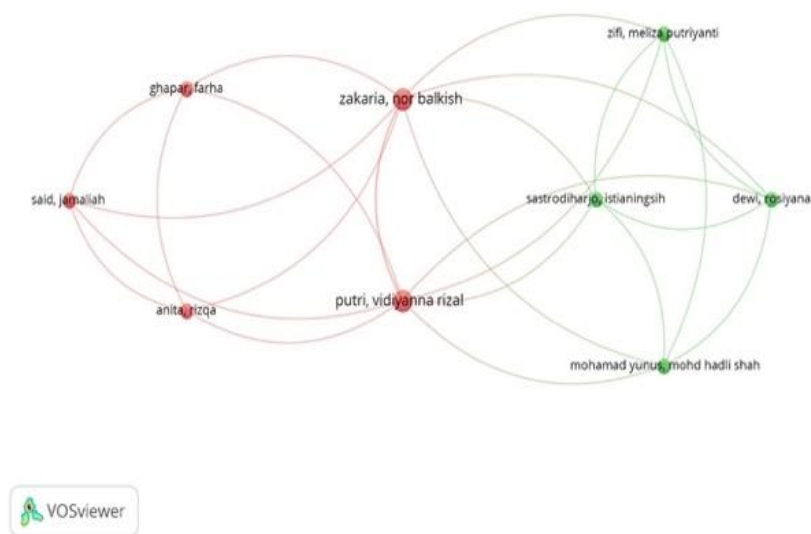 zifi, meliza putriyanti
ghapar, farha
zakaria, nor balkish
said, jamaliah
sastrodiharjo, istianingsih
dewi, rosiyana
putri, vidiyanna rizal
anita, rizqa
mohamad yunus, mohd hadli shah
VOSviewer